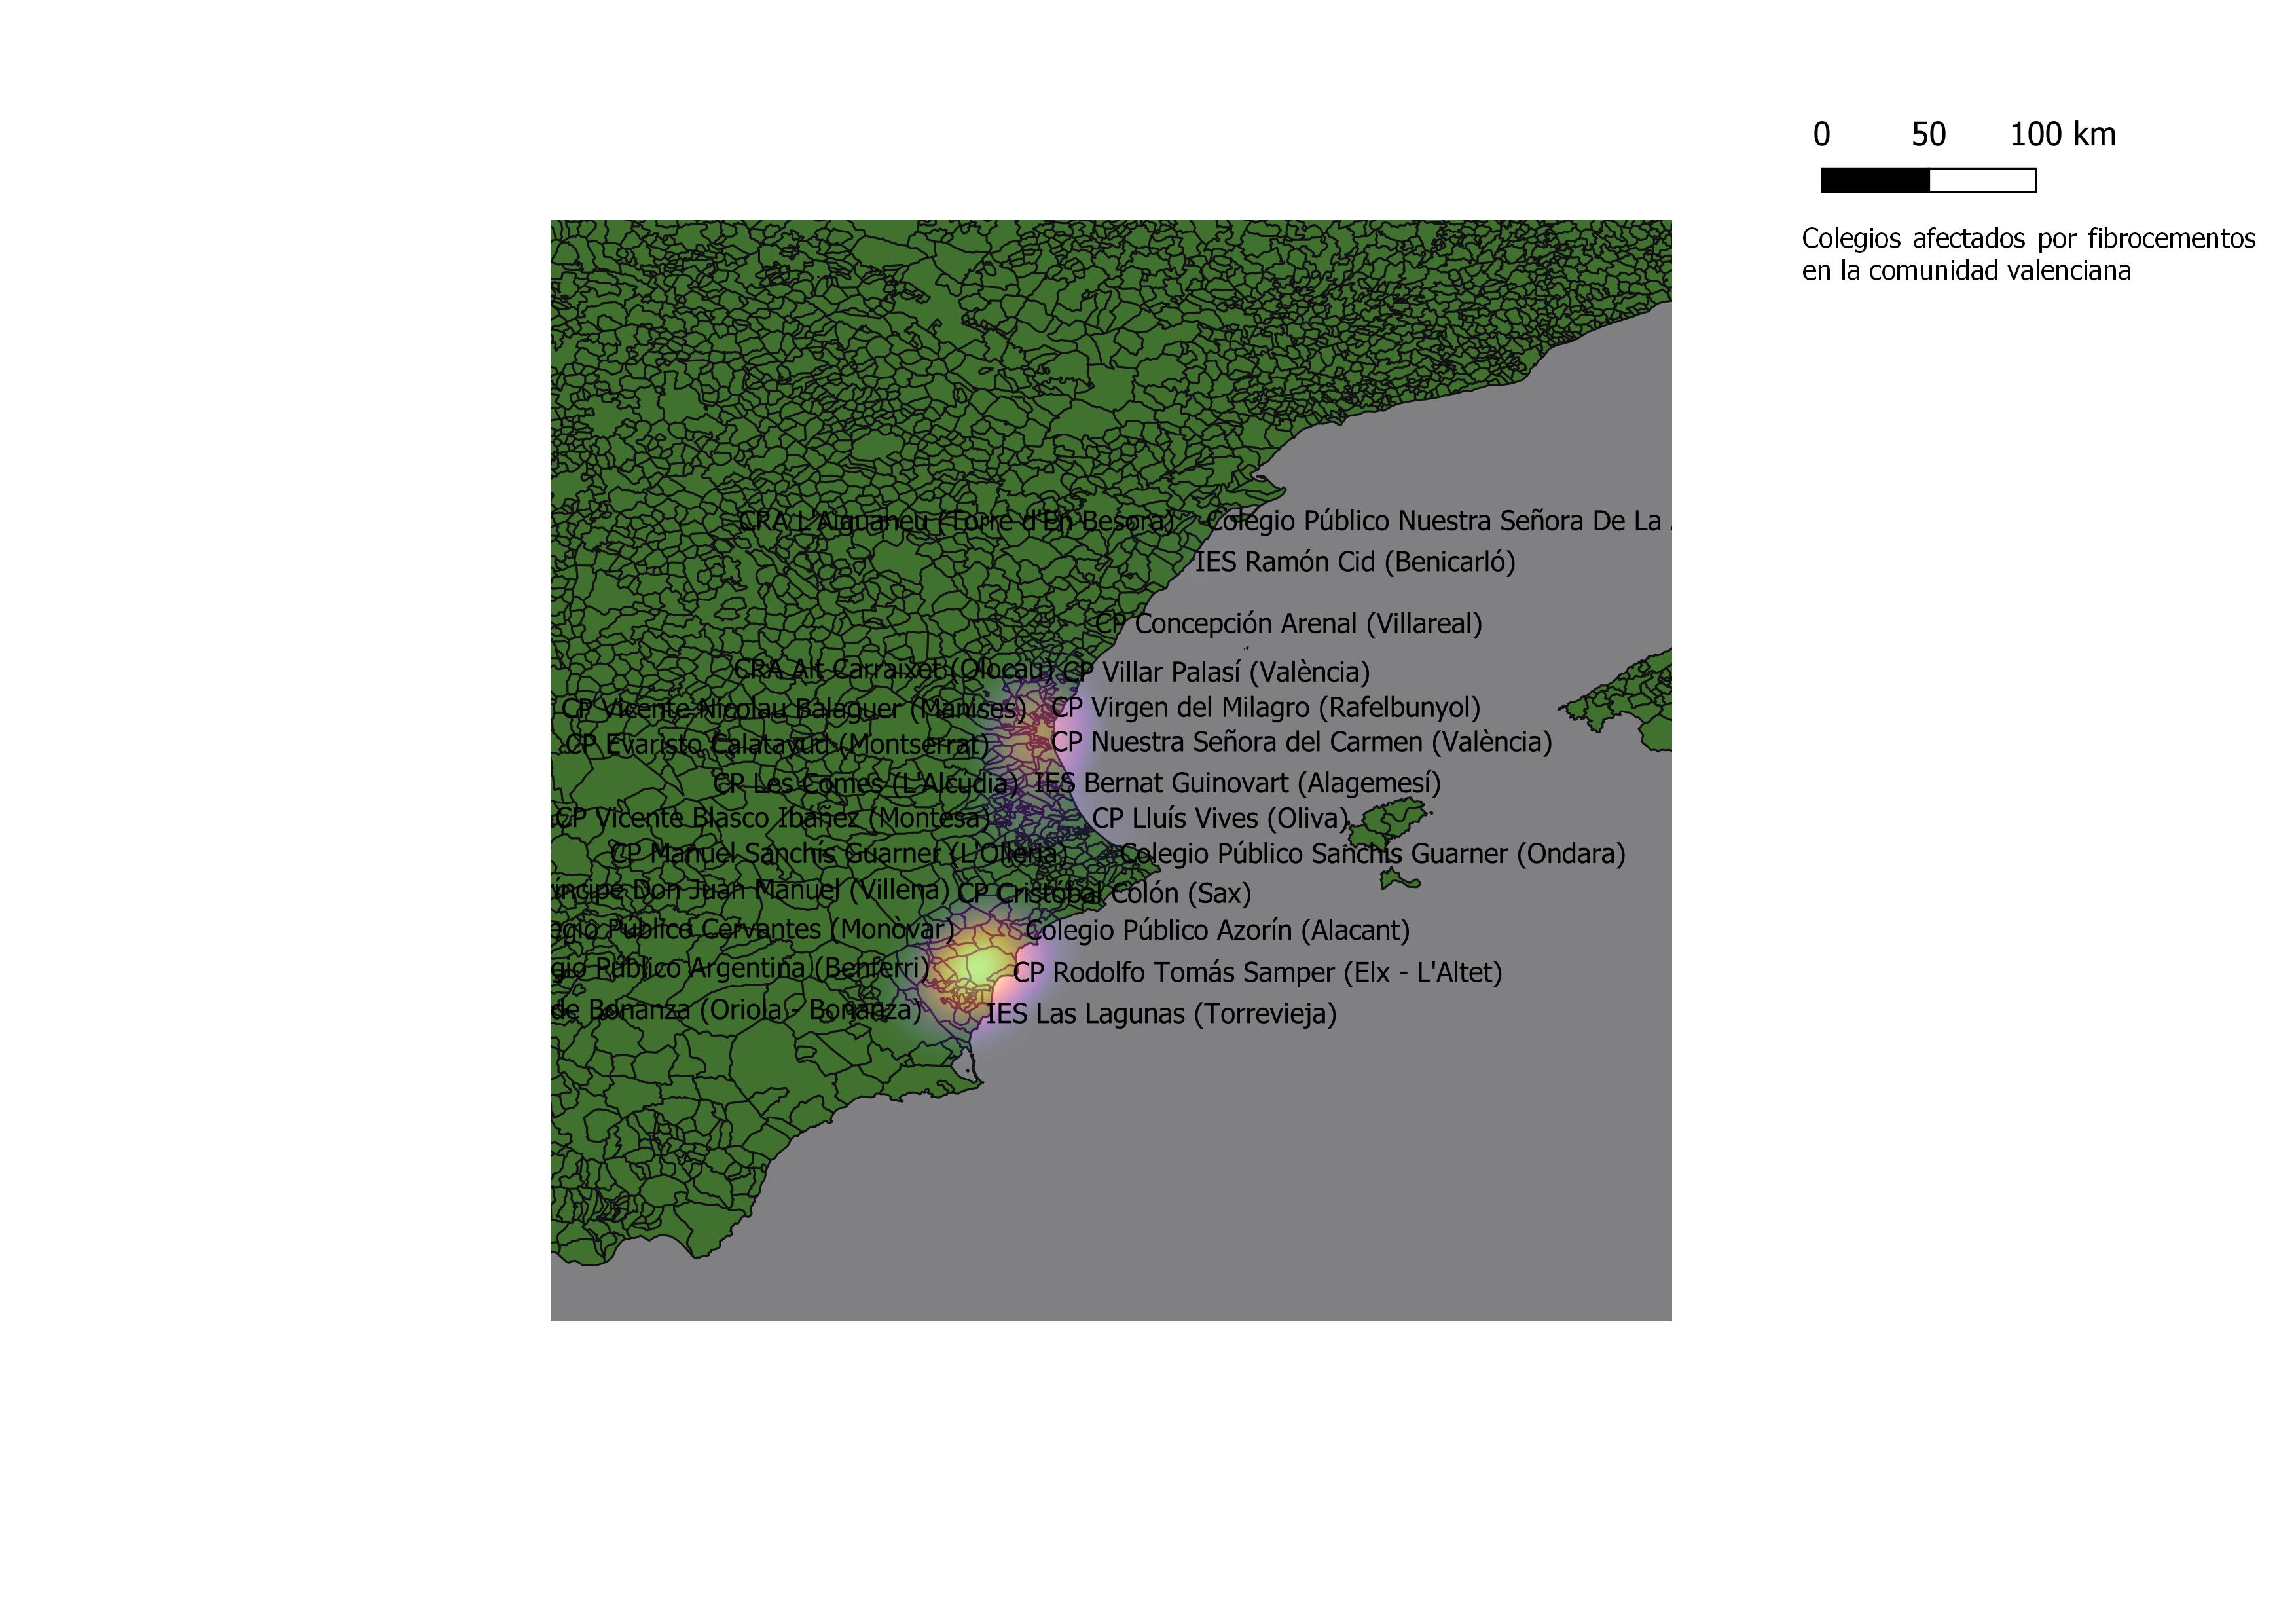 0 50 100 km
Colegios afectados por fibrocementos
en la comunidad valenciana
CRA L'Aiguaneu (Torre d'En Besora) Colegio Público Nuestra Señora De La
IES Ramón Cid (Benicarló)
CP Concepción Arenal (Villareal)
CRA Alt Carraixet (Olocau) CP Villar Palasí (València)
CP Vicente Nicolau Balaguer (Manises) CP Virgen del Milagro (Rafelbunyol)
CP Evaristo Calatayud (Montserrat) CP Nuestra Señora del Carmen (València)
CP Les Comes (L'Alcúdia) IES Bernat Guinovart (Alagemesí)
CP Vicente Blasco Ibáñez (Montesa) CP Lluís Vives (Oliva)
CP Manuel Sanchís Guarner (L'Olleria) Colegio Público Sanchis Guarner (Ondara)
ríncipe Don Juan Manuel (Villena) CP Cristóbal Colón (Sax)
egio Público Cervantes (Monòvar) Colegio Público Azorín (Alacant)
gio Público Argentina (Benferri) CP Rodolfo Tomás Samper (Elx - L'Altet)
de Bonanza (Oriola - Bonanza) IES Las Lagunas (Torrevieja)